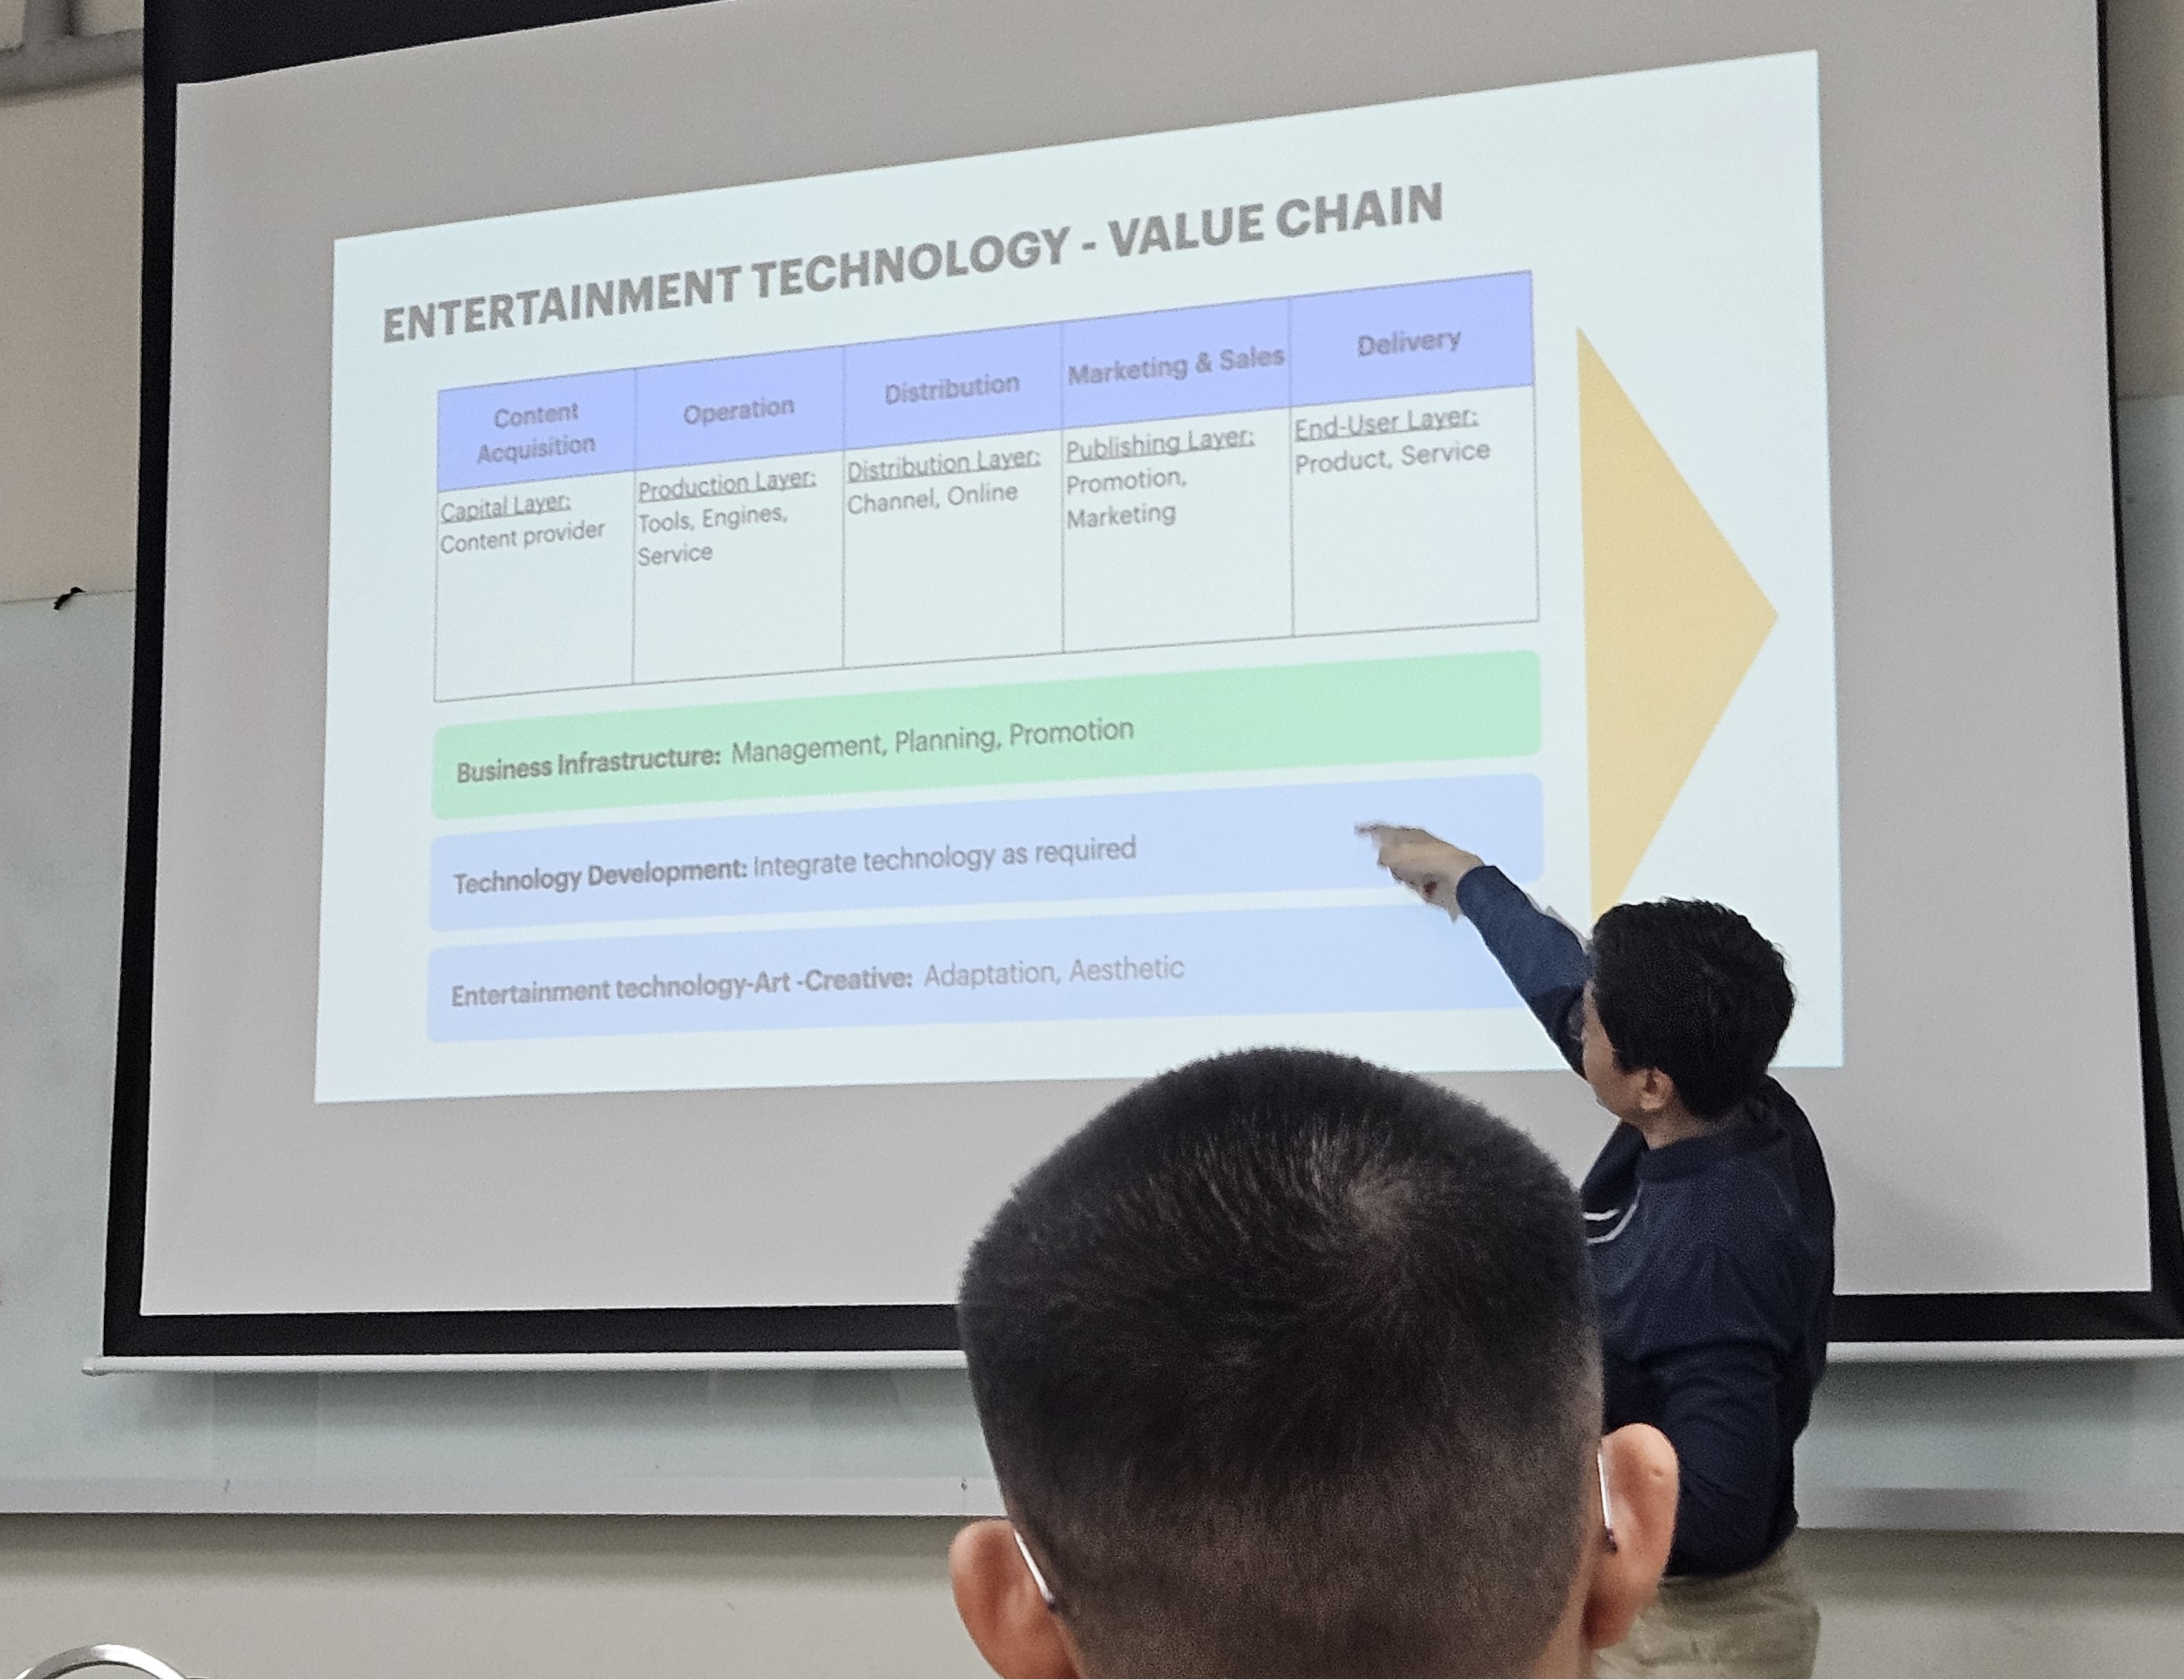 ENTERTAINMENT TECHNOLOGY - VALUE CHAIN
Content
Acquisition
Operation
Distribution
Marketing & Sales
Delivery
Capital Layer:
Content provider
Production Layer:
Tools, Engines,
Service
Distribution Layer:
Channel, Online
Publishing Layer:
Promotion,
Marketing
End-User Layer:
Product, Service
Business Infrastructure: Management, Planning, Promotion
Technology Development: Integrate technology as required
Entertainment technology-Art -Creative: Adaptation, Aesthetic